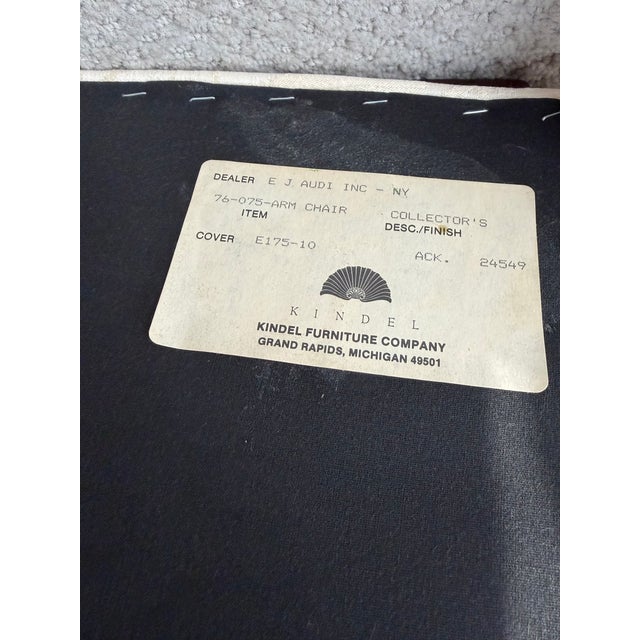 DEALER E J AUDI INC - NY
76-075-ARM CHAIR COLLECTOR'S
ITEM DESC./FINISH
COVER E175-10 ACK. 24549
KINDEL
KINDEL FURNITURE COMPANY
GRAND RAPIDS, MICHIGAN 49501